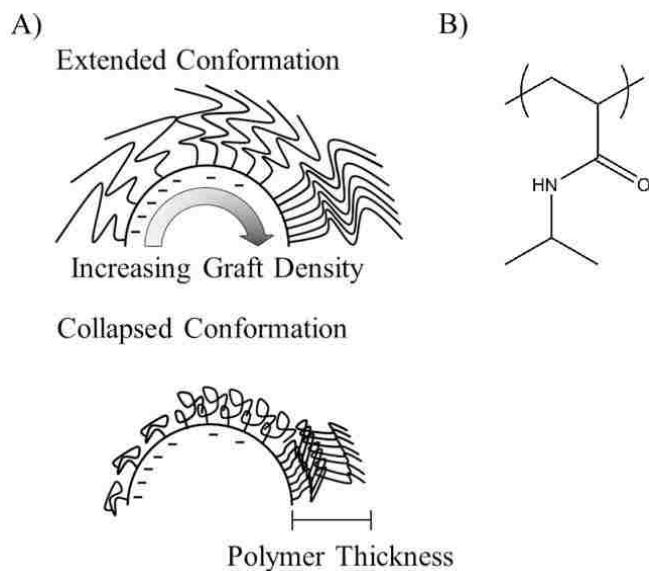 A)
Extended Conformation
Increasing Graft Density
Collapsed Conformation
Polymer Thickness
B)
HN
O